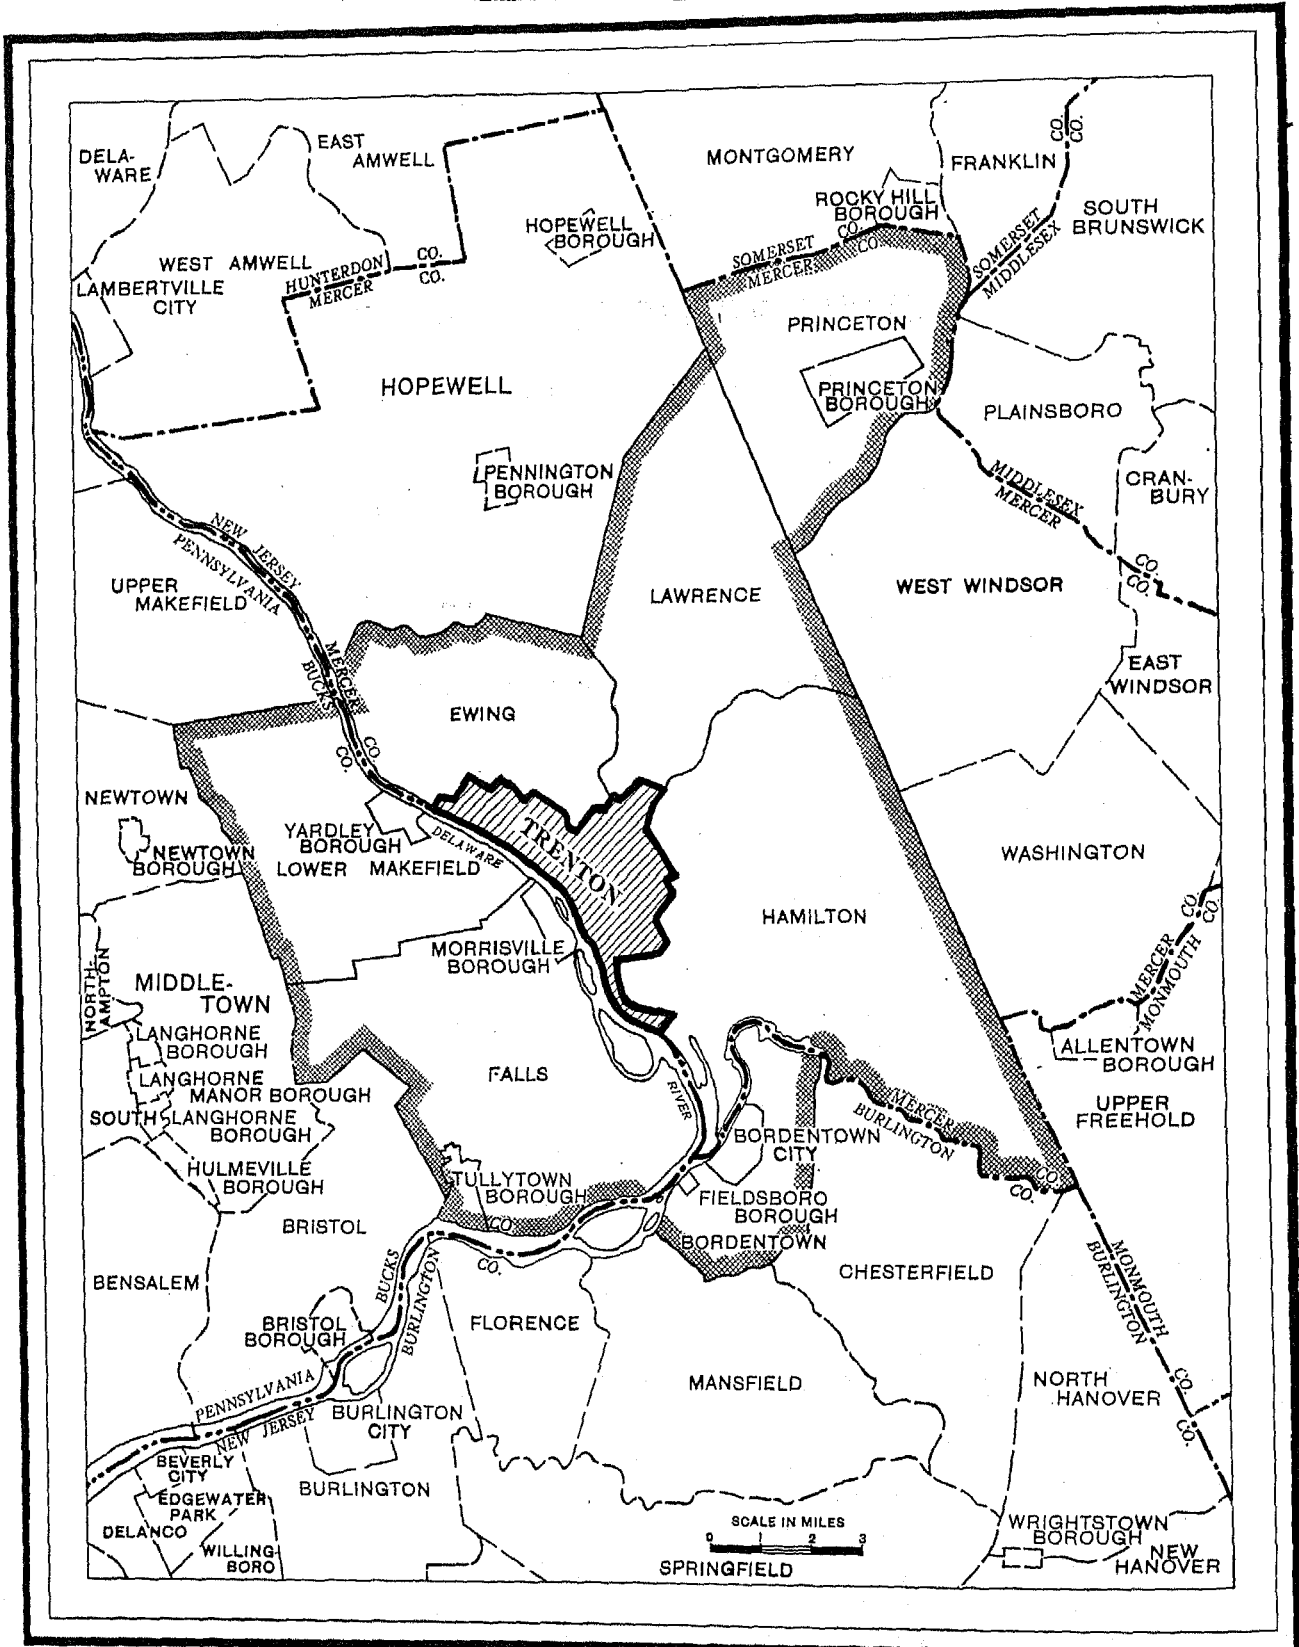 DELA-
WARE
EAST
AMWELL
MONTGOMERY
FRANKLIN
CO.
CO.
ROCKY HILL
BOROUGH
SOUTH
BRUNSWICK
HOPEWELL
BOROUGH
SOMERSET
CO.
MERCER
CO.
SOMERSET
MIDDLESEX
WEST AMWELL
HUNTERDON
CO.
MERCER
CO.
LAMBERTVILLE
CITY
PRINCETON
HOPEWELL
PRINCETON
BOROUGH
PLAINSBORO
PENNINGTON
BOROUGH
MIDDLESEX
MERCER
CRAN-
BURY
CO.
CO.
NEW JERSEY
PENNSYLVANIA
UPPER
MAKEFIELD
LAWRENCE
WEST WINDSOR
MERCER
BUCKS
CO.
CO.
EAST
WINDSOR
EWING
NEWTOWN
NEWTOWN
BOROUGH
YARDLEY
BOROUGH
DELAWARE
LOWER MAKEFIELD
TRENTON
WASHINGTON
HAMILTON
CO.
CO.
MERCER
MONMOUTH
MORRISVILLE
BOROUGH
NORTH-
AMPTON
MIDDLE-
TOWN
LANGHORNE
BOROUGH
LANGHORNE
MANOR BOROUGH
SOUTH LANGHORNE
BOROUGH
FALLS
RIVER
ALLENTOWN
BOROUGH
MERCER
BURLINGTON
CO.
CO.
UPPER
FREEHOLD
BORDENTOWN
CITY
HULMEVILLE
BOROUGH
TULLYTOWN
BOROUGH
FIELDSBORO
BOROUGH
BORDENTOWN
BRISTOL
CO.
CO.
BENSALEM
BUCKS
BURLINGTON
CHESTERFIELD
MONMOUTH
BURLINGTON
CO.
CO.
BRISTOL
BOROUGH
FLORENCE
MANSFIELD
NORTH
HANOVER
PENNSYLVANIA
NEW JERSEY
BURLINGTON
CITY
BEVERLY
CITY
BURLINGTON
EDGEWATER
PARK
DELANCO
WILLING-
BORO
SCALE IN MILES
0 1 2 3
SPRINGFIELD
WRIGHTSTOWN
BOROUGH
NEW
HANOVER